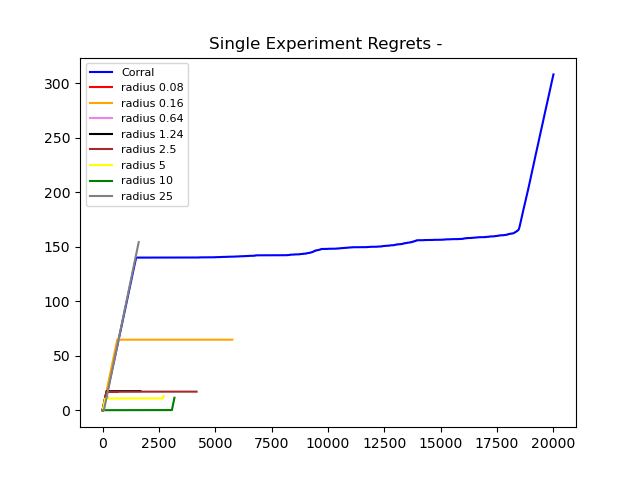 Single Experiment Regrets -
Corral
radius 0.08
radius 0.16
radius 0.64
radius 1.24
radius 2.5
radius 5
radius 10
radius 25
300
250
200
150
100
50
0
0 2500 5000 7500 10000 12500 15000 17500 20000